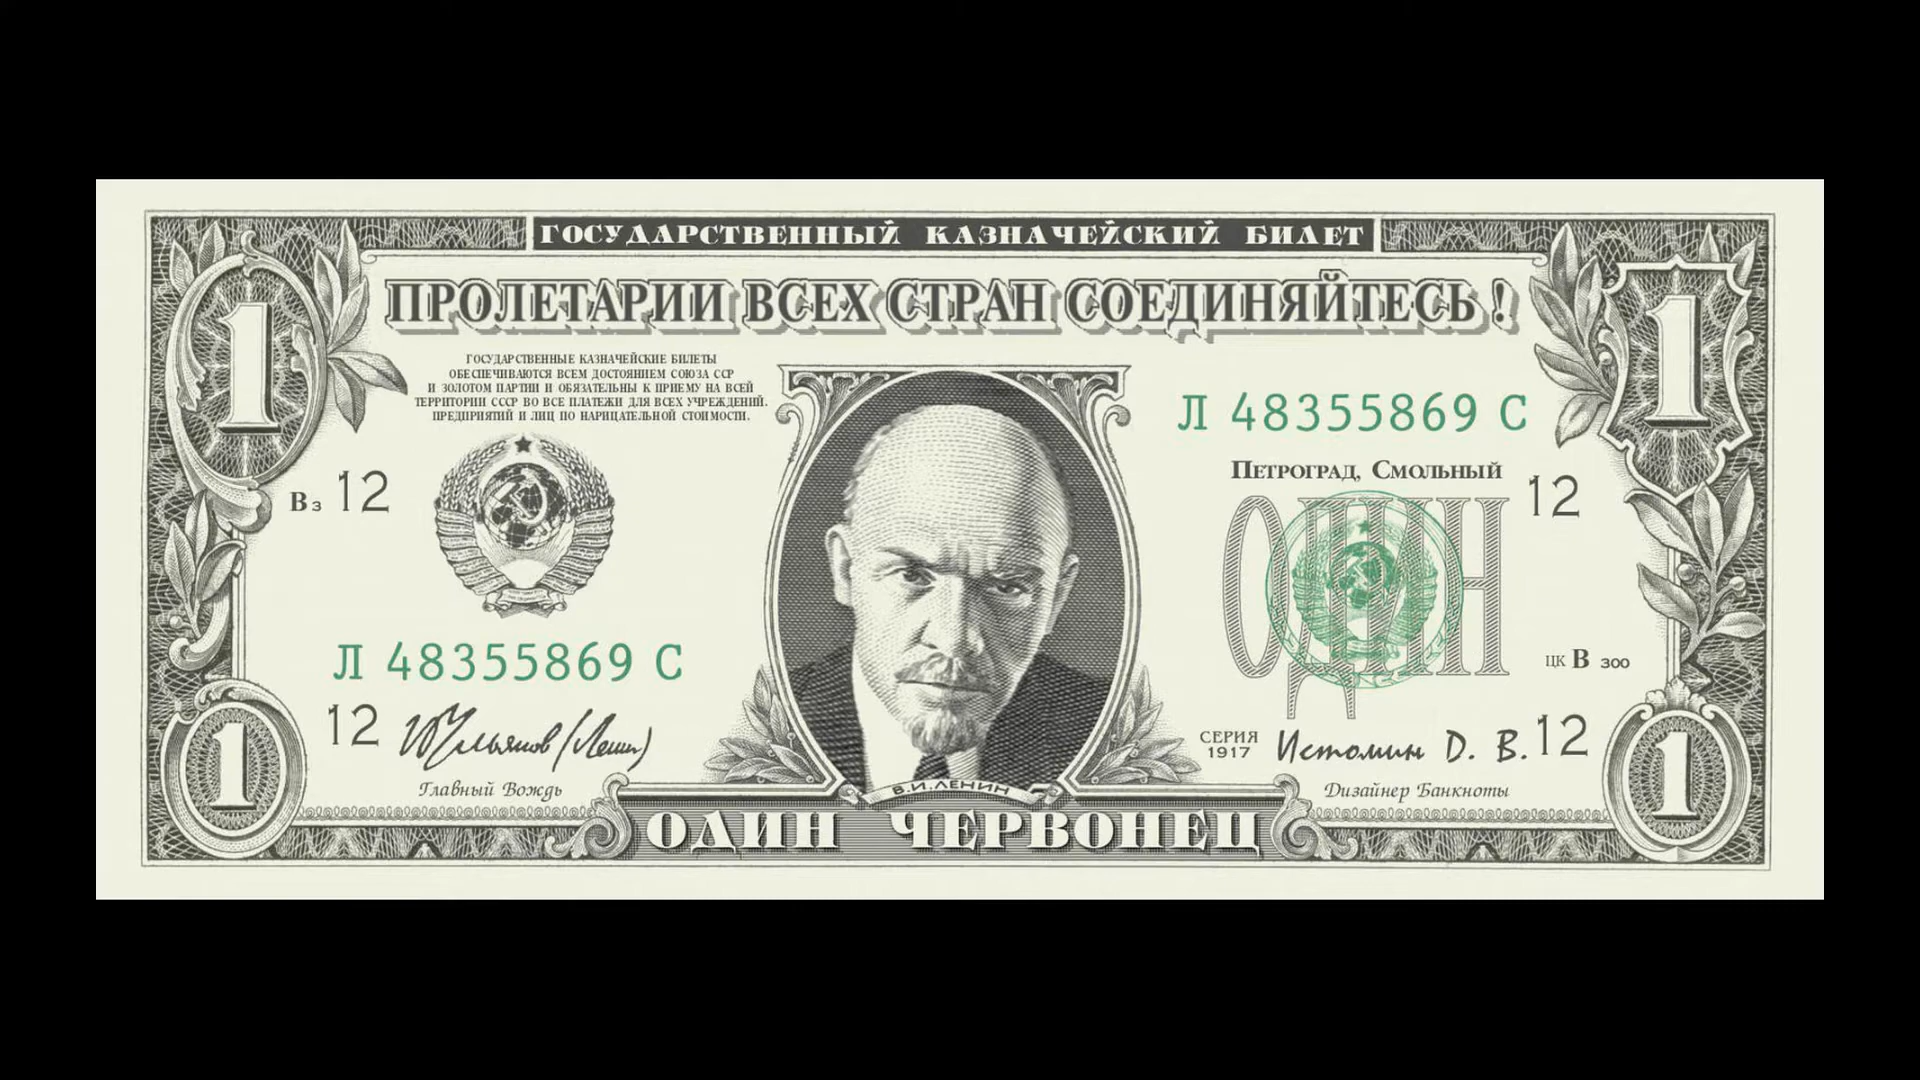 ГОСУДАРСТВЕННЫЙ КАЗНАЧЕЙСКИЙ БИЛЕТ
1
1
ПРОЛЕТАРИИ ВСЕХ СТРАН СОЕДИНЯЙТЕСЬ !
ГОСУДАРСТВЕННЫЕ КАЗНАЧЕЙСКИЕ БИЛЕТЫ
ОБЕСПЕЧИВАЮТСЯ ВСЕМ ДОСТОЯНИЕМ СОЮЗА ССР
И ЗОЛОТОМ ПАРТИИ И ОБЯЗАТЕЛЬНЫ К ПРИЕМУ НА ВСЕЙ
ТЕРРИТОРИИ СССР ВО ВСЕ ПЛАТЕЖИ ДЛЯ ВСЕХ УЧРЕЖДЕНИЙ.
ПРЕДПРИЯТИЙ И ЛИЦ ПО НАРИЦАТЕЛЬНОЙ СТОИМОСТИ.
Л 48355869 С
Петроград, Смольный
В 3 12
12
ОДИН
Л 48355869 С
ЦК В 300
12 Ульянов (Ленин)
СЕРИЯ
1917
Истомин D. В. 12
Главный Вождь
В.И.ЛЕНИН
Дизайнер Банкноты
1
1
ОДИН ЧЕРВОНЕЦ